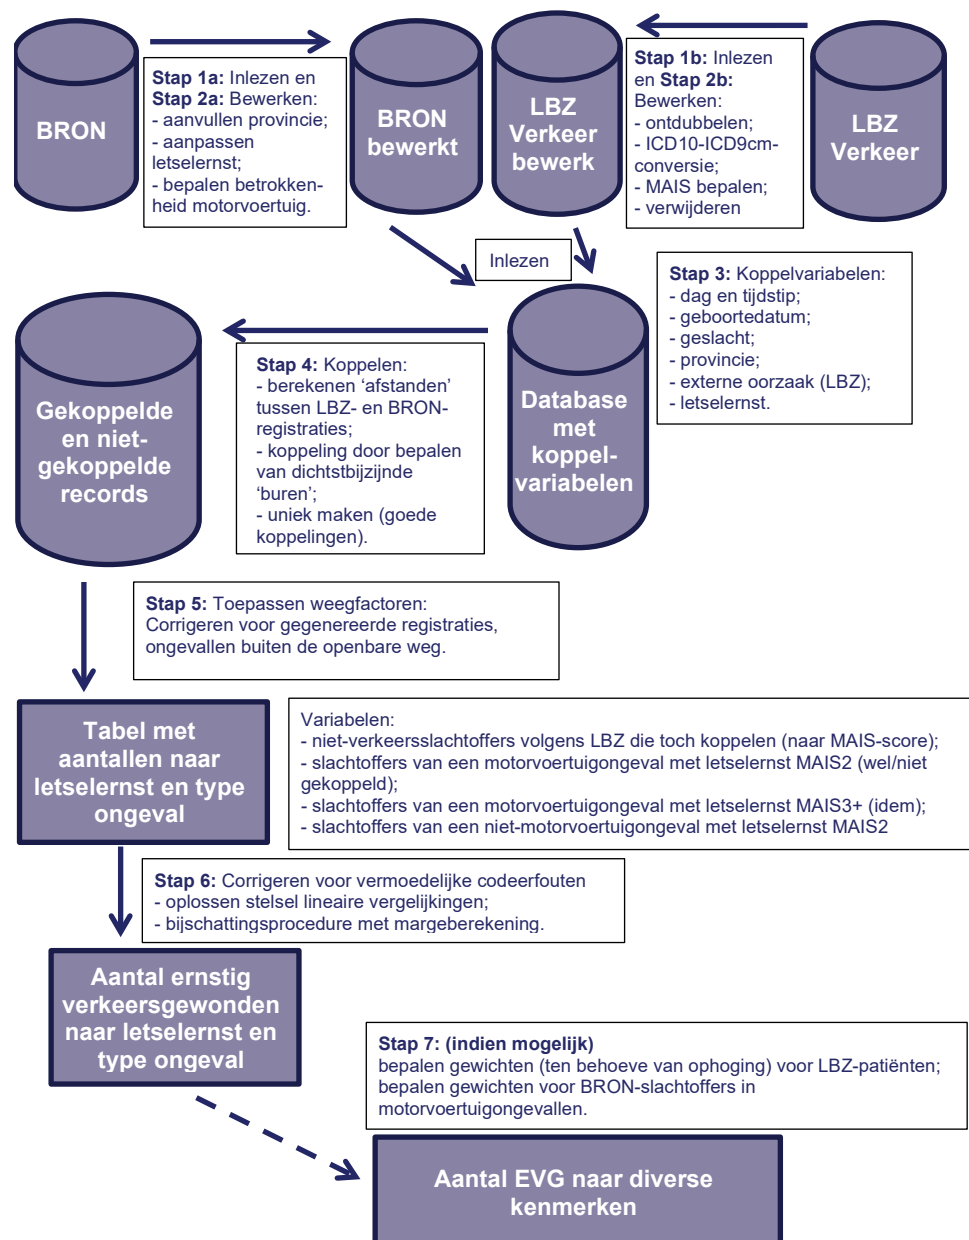 BRON
Stap 1a: Inlezen en
Stap 2a: Bewerken:
- aanvullen provincie;
- aanpassen
letselernst;
- bepalen betrokken-
heid motorvoertuig.
BRON
bewerkt
LBZ
Verkeer
bewerk
Stap 1b: Inlezen
en Stap 2b:
Bewerken:
- ontdubbelen;
- ICD10-ICD9cm-
conversie;
- MAIS bepalen;
- verwijderen
LBZ
Verkeer
Inlezen
Stap 3: Koppelvariabelen:
- dag en tijdstip;
- geboortedatum;
- geslacht;
- provincie;
- externe oorzaak (LBZ);
- letselernst.
Gekoppelde
en niet-
gekoppelde
records
Stap 4: Koppelen:
- berekenen ‘afstanden’
tussen LBZ- en BRON-
registraties;
- koppeling door bepalen
van dichtstbijzijnde
‘buren’;
- uniek maken (goede
koppelingen).
Database
met
koppel-
variabelen
Stap 5: Toepassen weegfactoren:
Corrigeren voor gegenereerde registraties,
ongevallen buiten de openbare weg.
Tabel met
aantallen naar
letselernst en type
ongeval
Variabelen:
- niet-verkeersslachtoffers volgens LBZ die toch koppelen (naar MAIS-score);
- slachtoffers van een motorvoertuigongeval met letselernst MAIS2 (wel/niet
gekoppeld);
- slachtoffers van een motorvoertuigongeval met letselernst MAIS3+ (idem);
- slachtoffers van een niet-motorvoertuigongeval met letselernst MAIS2
Stap 6: Corrigeren voor vermoedelijke codeerfouten
- oplossen stelsel lineaire vergelijkingen;
- bijschattingsprocedure met margeberekening.
Aantal ernstig
verkeersgewonden
naar letselernst en
type ongeval
Stap 7: (indien mogelijk)
bepalen gewichten (ten behoeve van ophoging) voor LBZ-patiënten;
bepalen gewichten voor BRON-slachtoffers in
motorvoertuigongevallen.
Aantal EVG naar diverse
kenmerken